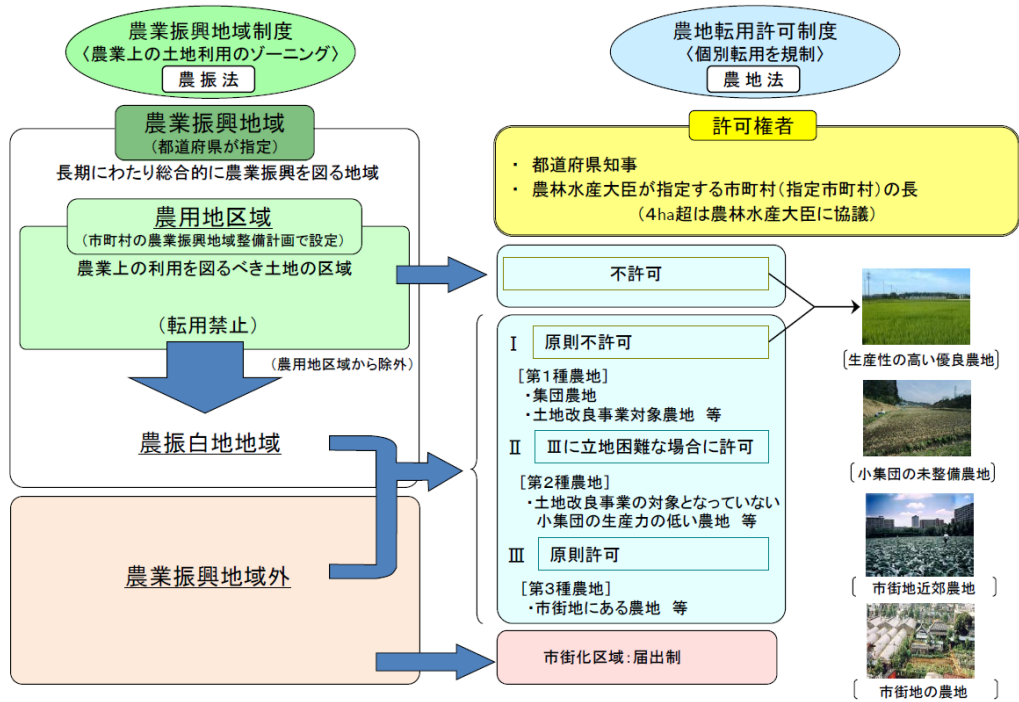 農業振興地域制度
〈農業上の土地利用のゾーニング〉
農振法
農業振興地域
(都道府県が指定)
長期にわたり総合的に農業振興を図る地域
農用地区域
(市町村の農業振興地域整備計画で設定)
農業上の利用を図るべき土地の区域
(転用禁止)
(農用地区域から除外)
農振白地地域
農業振興地域外
農地転用許可制度
〈個別転用を規制〉
農地法
許可権者
・ 都道府県知事
・ 農林水産大臣が指定する市町村(指定市町村)の長
(4ha超は農林水産大臣に協議)
不許可
Ⅰ 原則不許可
[第1種農地]
・集団農地
・土地改良事業対象農地 等
Ⅱ Ⅲに立地困難な場合に許可
[第2種農地]
・土地改良事業の対象となっていない
小集団の生産力の低い農地 等
Ⅲ 原則許可
[第3種農地]
・市街地にある農地 等
市街化区域:届出制
〔生産性の高い優良農地〕
〔小集団の未整備農地〕
〔市街地近郊農地〕
〔市街地の農地〕